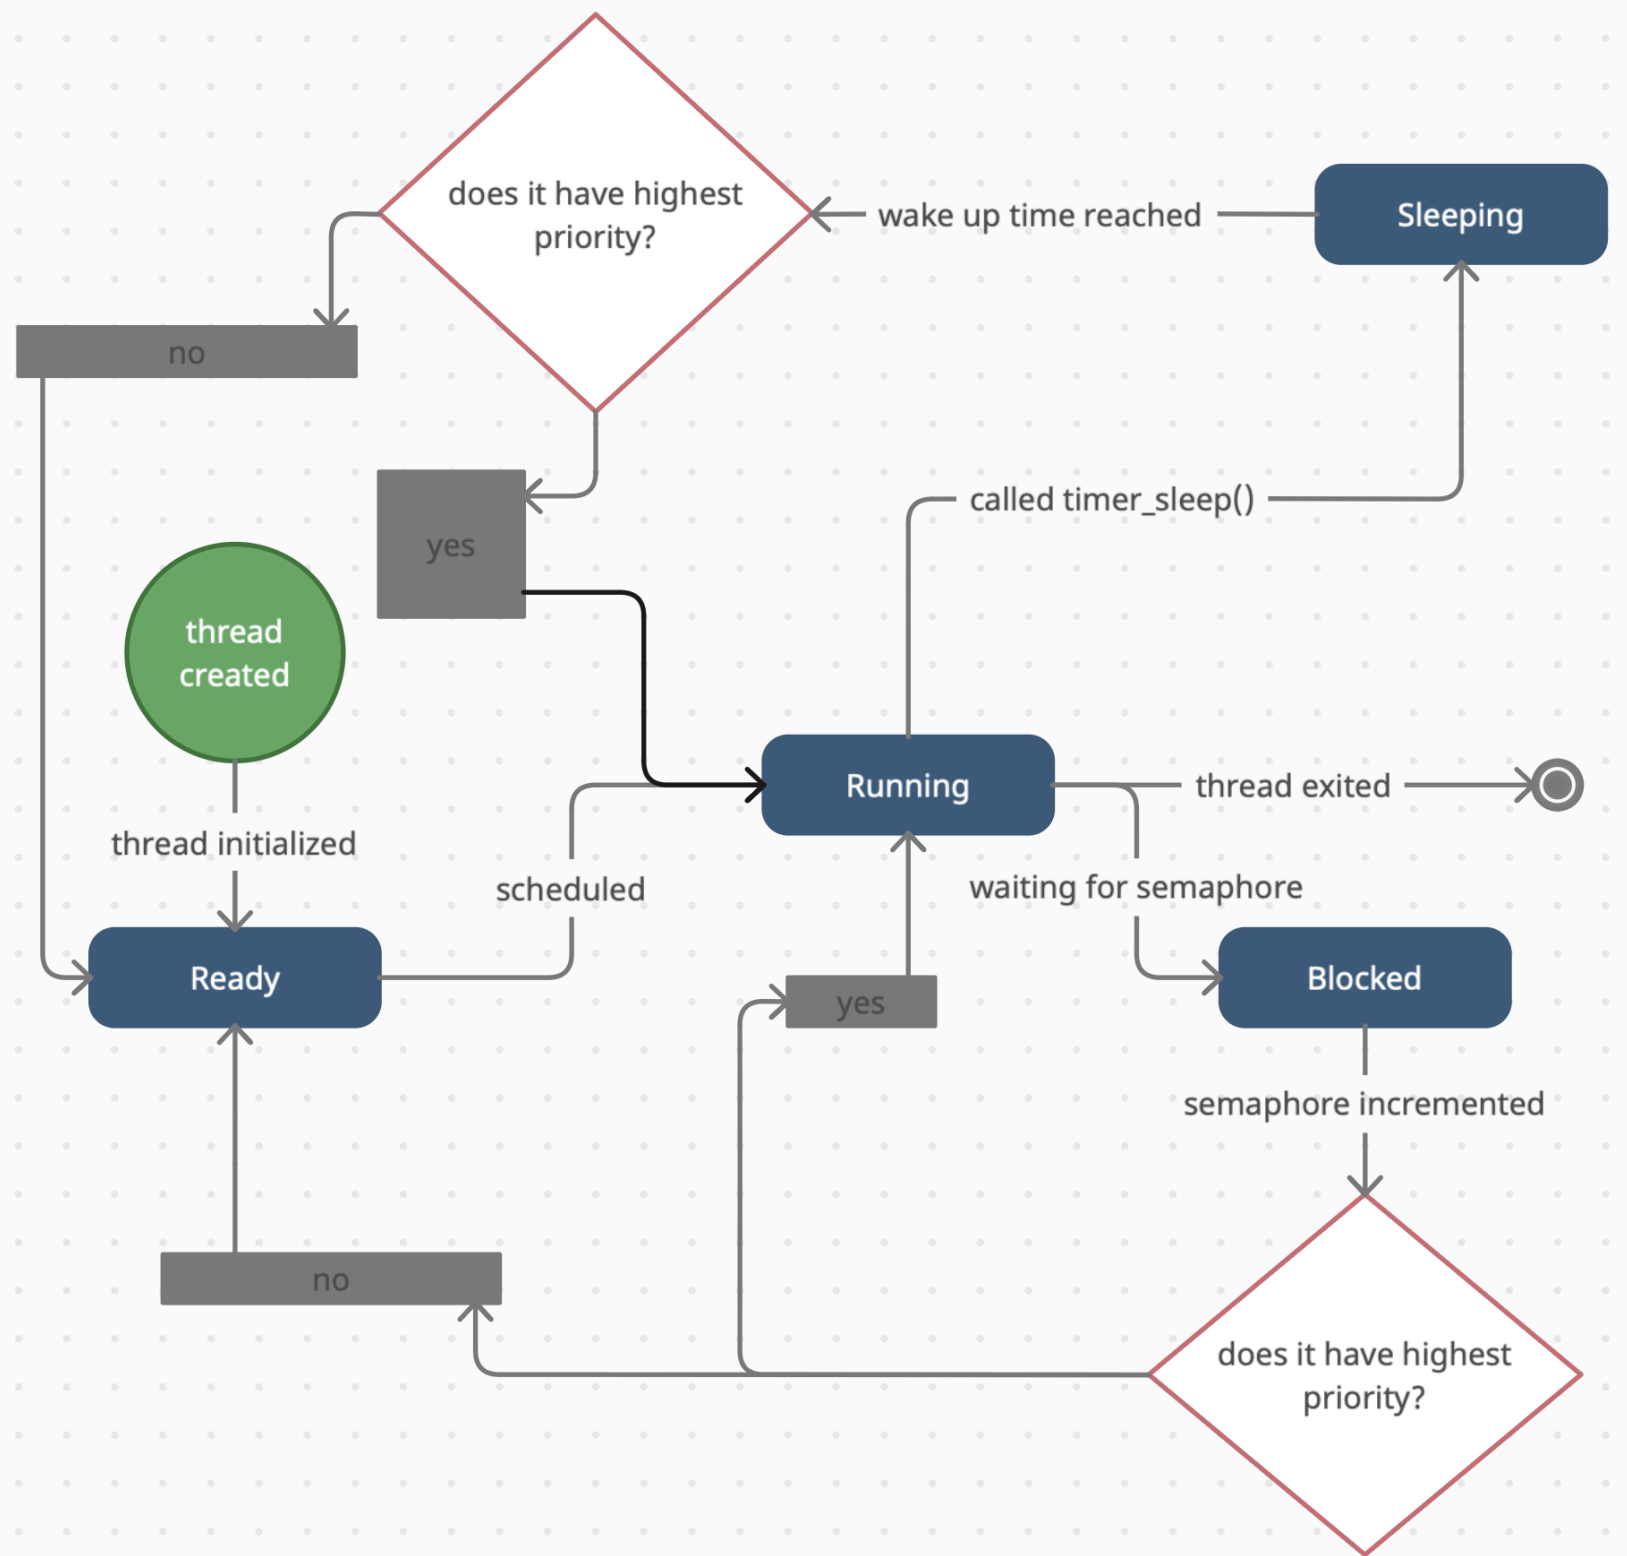 does it have highest
priority?
wake up time reached
Sleeping
no
called timer_sleep()
yes
thread
created
Running
thread exited
thread initialized
scheduled
waiting for semaphore
Ready
Blocked
yes
semaphore incremented
no
does it have highest
priority?